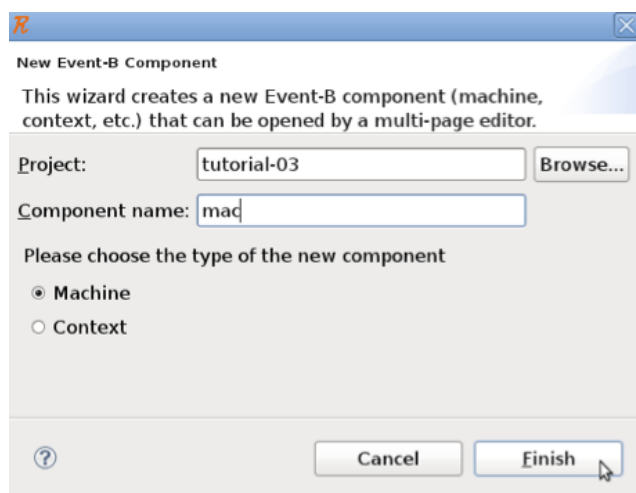 New Event-B Component
This wizard creates a new Event-B component (machine,
context, etc.) that can be opened by a multi-page editor.
Project: tutorial-03 Browse...
Component name: mac
Please choose the type of the new component
Machine
Context
? Cancel Finish